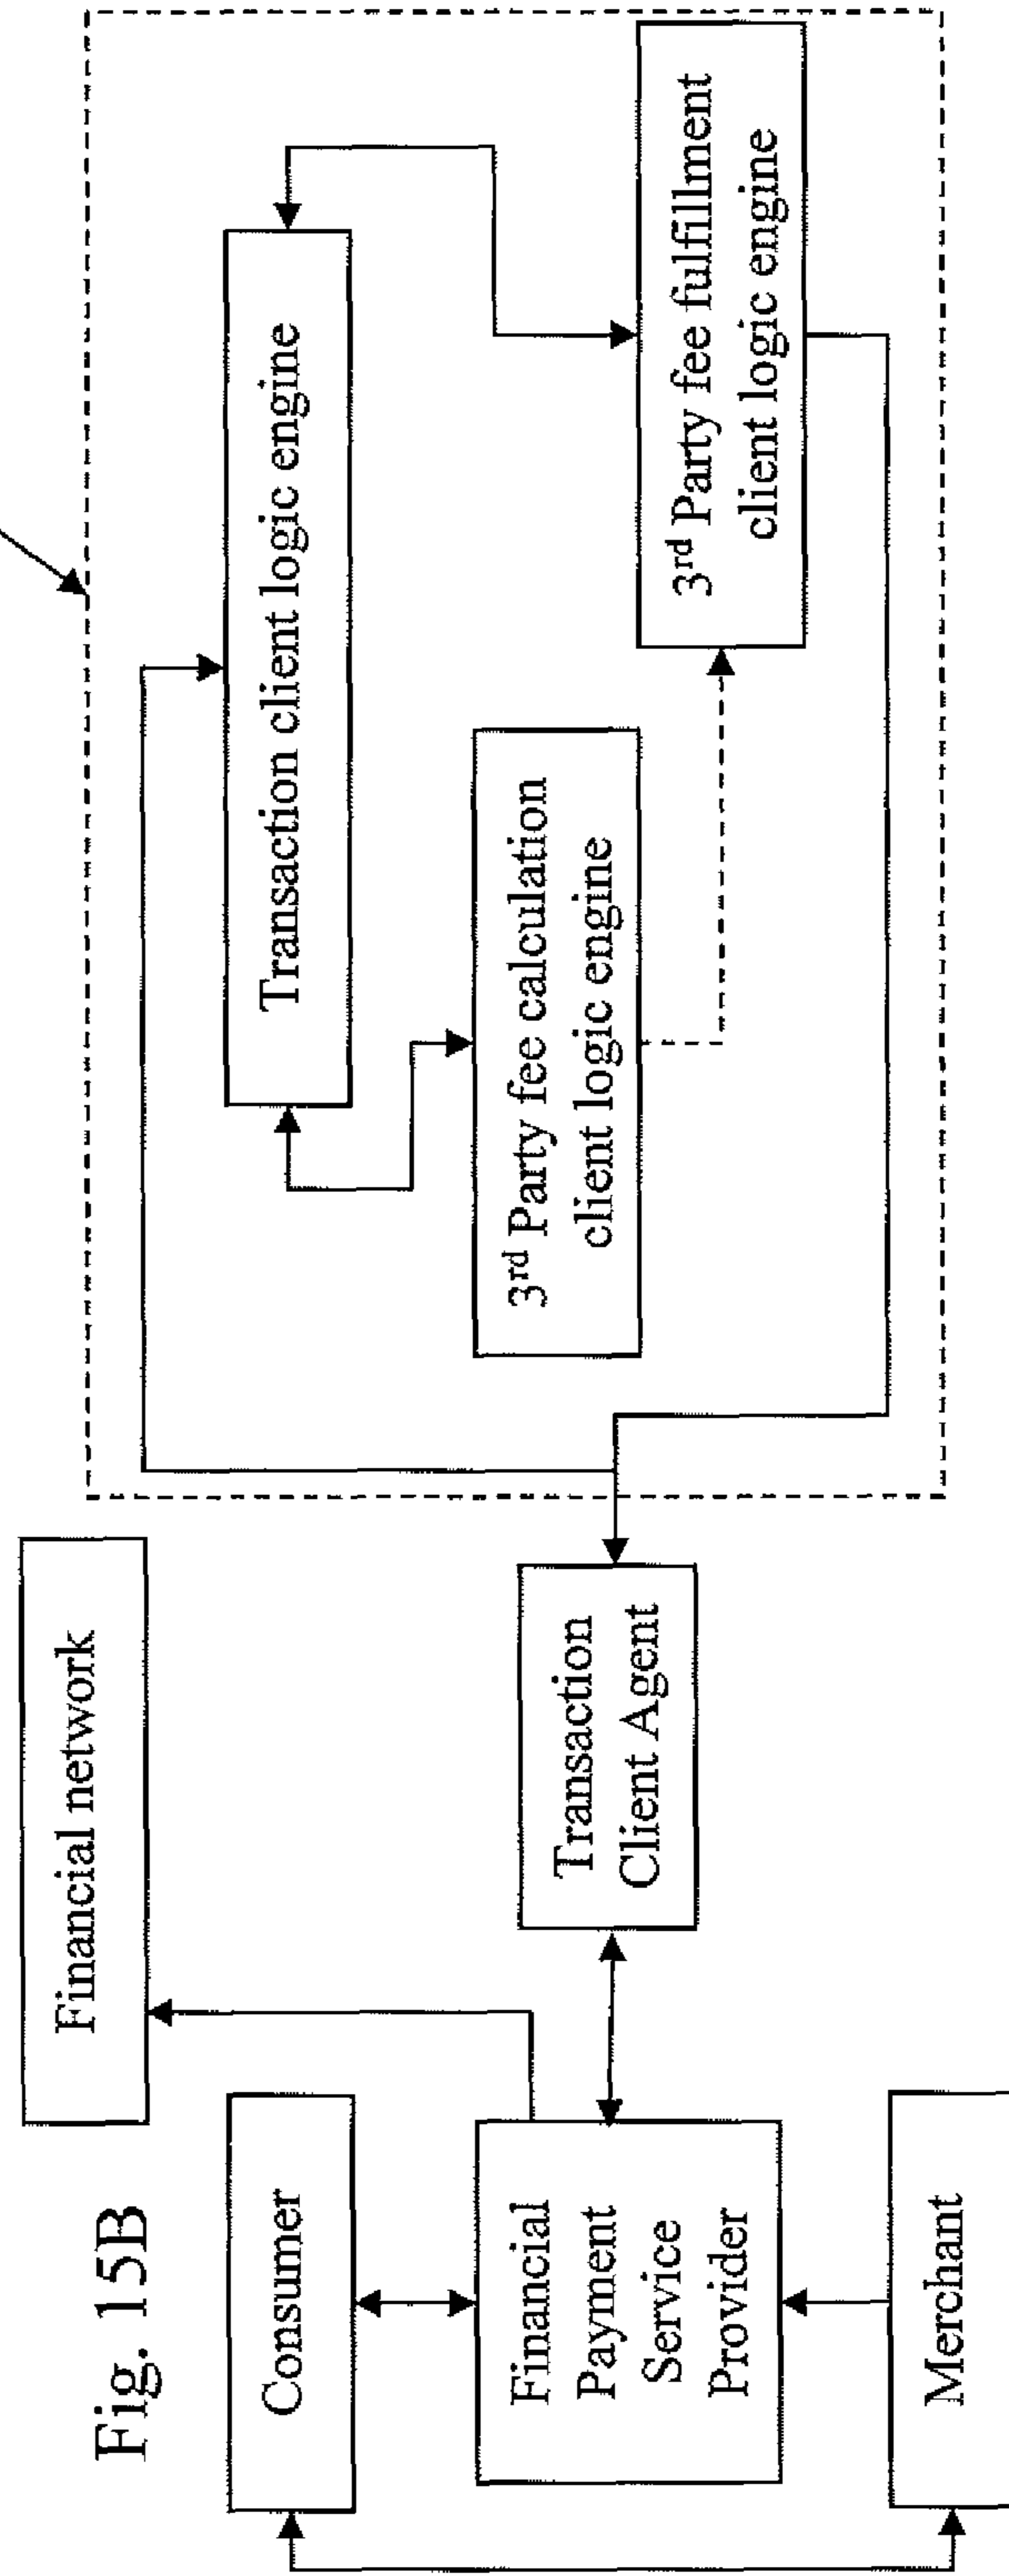 Fig. 15B
Financial network
Consumer
Transaction client logic engine
Financial
Payment
Service
Provider
Transaction
Client Agent
3rd Party fee calculation
client logic engine
3rd Party fee fulfillment
client logic engine
Merchant